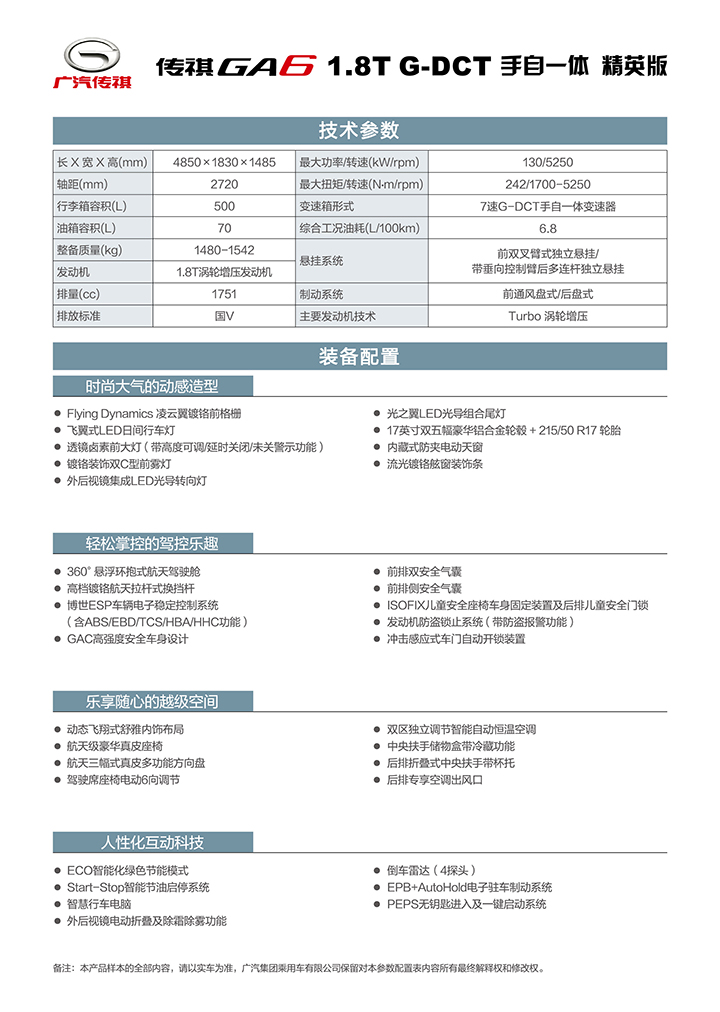 广汽传祺
传祺GA6 1.8T G-DCT 手自一体 精英版
技术参数
长 X 宽 X 高(mm) 4850×1830×1485 最大功率/转速(kW/rpm) 130/5250
轴距(mm) 2720 最大扭矩/转速(N·m/rpm) 242/1700-5250
行李箱容积(L) 500 变速箱形式 7速G-DCT手自一体变速器
油箱容积(L) 70 综合工况油耗(L/100km) 6.8
整备质量(kg) 1480-1542 悬挂系统 前双叉臂式独立悬挂/
发动机 1.8T涡轮增压发动机 带垂向控制臂后多连杆独立悬挂
排量(cc) 1751 制动系统 前通风盘式/后盘式
排放标准 国V 主要发动机技术 Turbo 涡轮增压
装备配置
时尚大气的动感造型
● Flying Dynamics 凌云翼镀铬前格栅
● 飞翼式LED日间行车灯
● 透镜卤素前大灯（带高度可调/延时关闭/未关警示功能）
● 镀铬装饰双C型前雾灯
● 外后视镜集成LED光导转向灯
● 光之翼LED光导组合尾灯
● 17英寸双五幅豪华铝合金轮毂 + 215/50 R17 轮胎
● 内藏式防夹电动天窗
● 流光镀铬舷窗装饰条
轻松掌控的驾控乐趣
● 360° 悬浮环抱式航天驾驶舱
● 高档镀铬航天拉杆式换挡杆
● 博世ESP车辆电子稳定控制系统
（含ABS/EBD/TCS/HBA/HHC功能）
● GAC高强度安全车身设计
● 前排双安全气囊
● 前排侧安全气囊
● ISOFIX儿童安全座椅车身固定装置及后排儿童安全门锁
● 发动机防盗锁止系统（带防盗报警功能）
● 冲击感应式车门自动开锁装置
乐享随心的越级空间
● 动态飞翔式舒雅内饰布局
● 航天级豪华真皮座椅
● 航天三幅式真皮多功能方向盘
● 驾驶席座椅电动6向调节
● 双区独立调节智能自动恒温空调
● 中央扶手储物盒带冷藏功能
● 后排折叠式中央扶手带杯托
● 后排专享空调出风口
人性化互动科技
● ECO智能化绿色节能模式
● Start-Stop智能节油启停系统
● 智慧行车电脑
● 外后视镜电动折叠及除霜除雾功能
● 倒车雷达（4探头）
● EPB+AutoHold电子驻车制动系统
● PEPS无钥匙进入及一键启动系统
备注：本产品样本的全部内容，请以实车为准，广汽集团乘用车有限公司保留对本参数配置表内容所有最终解释权和修改权。